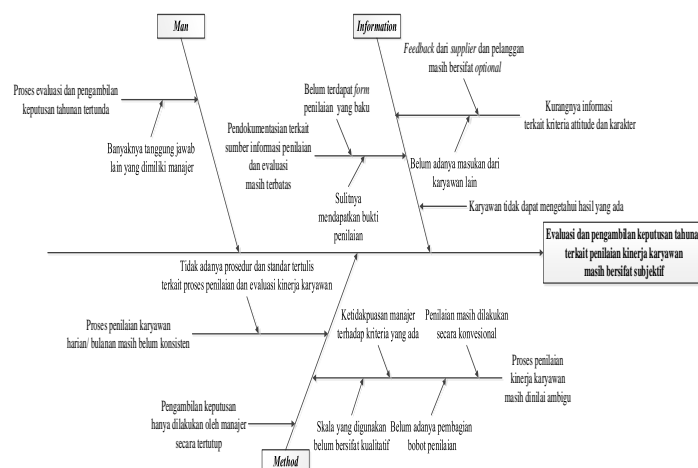 Man
Information
Feedback dari supplier dan pelanggan
masih bersifat optional
Proses evaluasi dan pengambilan
keputusan tahunan tertunda
Belum terdapat form
penilaian yang baku
Kurangnya informasi
terkait kriteria attitude dan karakter
Banyaknya tanggung jawab
lain yang dimiliki manajer
Pendokumentasian terkait
sumber informasi penilaian
dan evaluasi
masih terbatas
Belum adanya masukan dari
karyawan lain
Sulitnya
mendapatkan bukti
penilaian
Karyawan tidak dapat mengetahui hasil yang ada
Evaluasi dan pengambilan keputusan tahuna
terkait penilaian kinerja karyawan
masih bersifat subjektif
Tidak adanya prosedur dan standar tertulis
terkait proses penilaian dan evaluasi kinerja karyawan
Proses penilaian karyawan
harian/ bulanan masih belum konsisten
Ketidakpuasan manajer
terhadap kriteria yang ada
Penilaian masih dilakukan
secara konvesional
Proses penilaian
kinerja karyawan
masih dinilai ambigu
Pengambilan keputusan
hanya dilakukan oleh manajer
secara tertutup
Skala yang digunakan
belum bersifat kualitatif
Belum adanya pembagian
bobot penilaian
Method